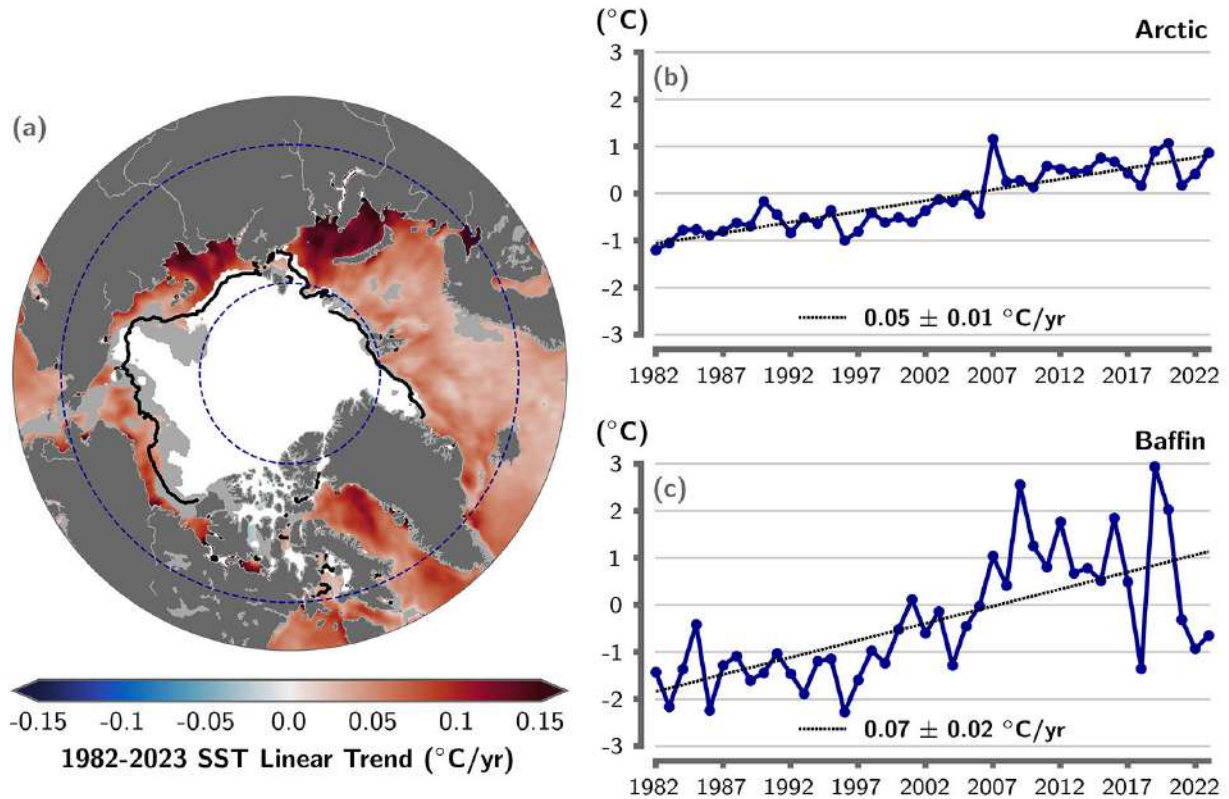 (a)
-0.15 -0.1 -0.05 0.0 0.05 0.1 0.15
1982-2023 SST Linear Trend (°C/yr)
(°C)
Arctic
(b)
3
2
1
0
-1
-2
-3
0.05 ± 0.01 °C/yr
1982 1987 1992 1997 2002 2007 2012 2017 2022
(°C)
Baffin
(c)
3
2
1
0
-1
-2
-3
0.07 ± 0.02 °C/yr
1982 1987 1992 1997 2002 2007 2012 2017 2022